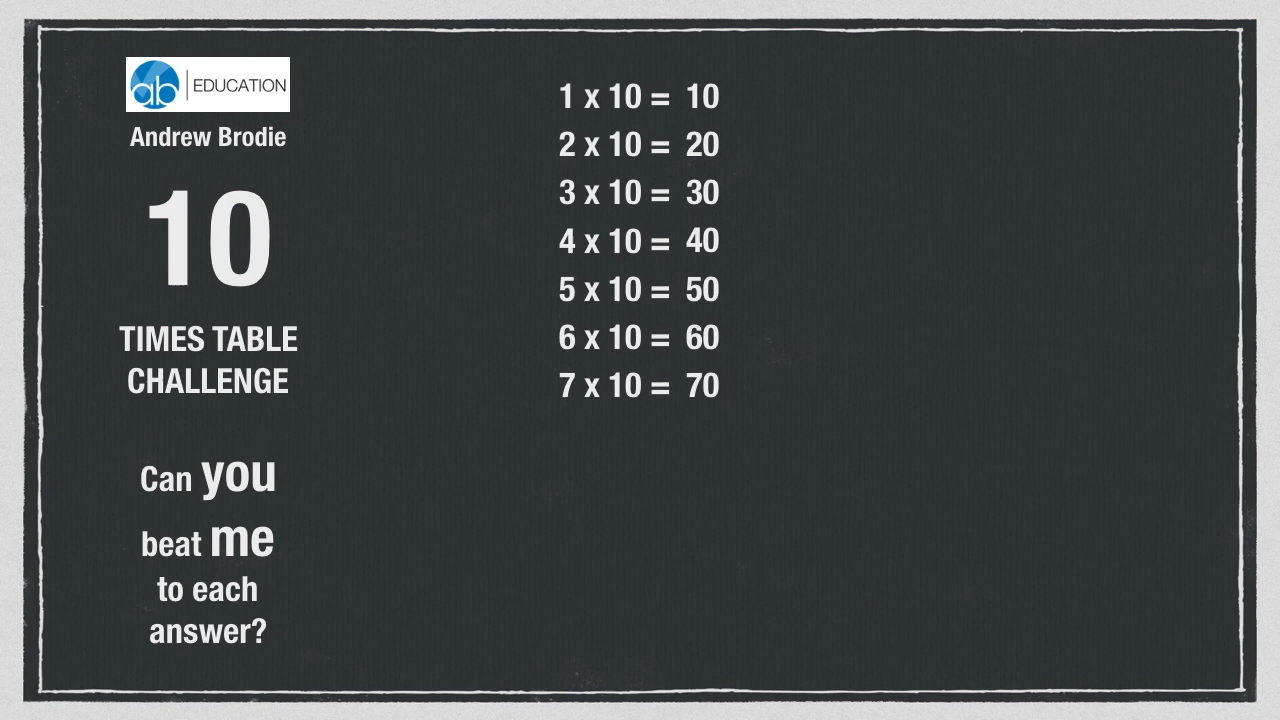 ab EDUCATION
Andrew Brodie
10
TIMES TABLE
CHALLENGE
Can you
beat me
to each
answer?
1 x 10 = 10
2 x 10 = 20
3 x 10 = 30
4 x 10 = 40
5 x 10 = 50
6 x 10 = 60
7 x 10 = 70